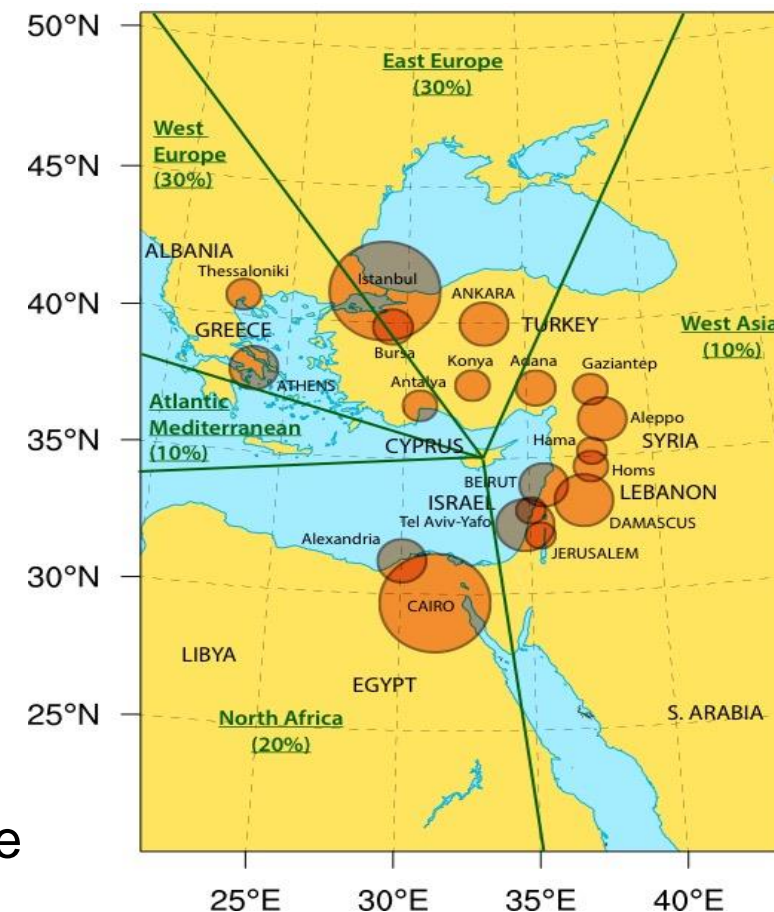 50°N
45°N
40°N
35°N
30°N
25°N
East Europe
(30%)
West
Europe
(30%)
ALBANIA
Thessaloniki
GREECE
ATHENS
Istanbul
Bursa
ANKARA
TURKEY
West Asia
(10%)
Konya
Adana
Gaziantep
Antalya
Atlantic
Mediterranean
(10%)
CYPRUS
Aleppo
Hama
SYRIA
Homs
BEIRUT
LEBANON
ISRAEL
Tel Aviv-Yafo
DAMASCUS
JERUSALEM
Alexandria
CAIRO
LIBYA
EGYPT
S. ARABIA
North Africa
(20%)
e
25°E
30°E
35°E
40°E